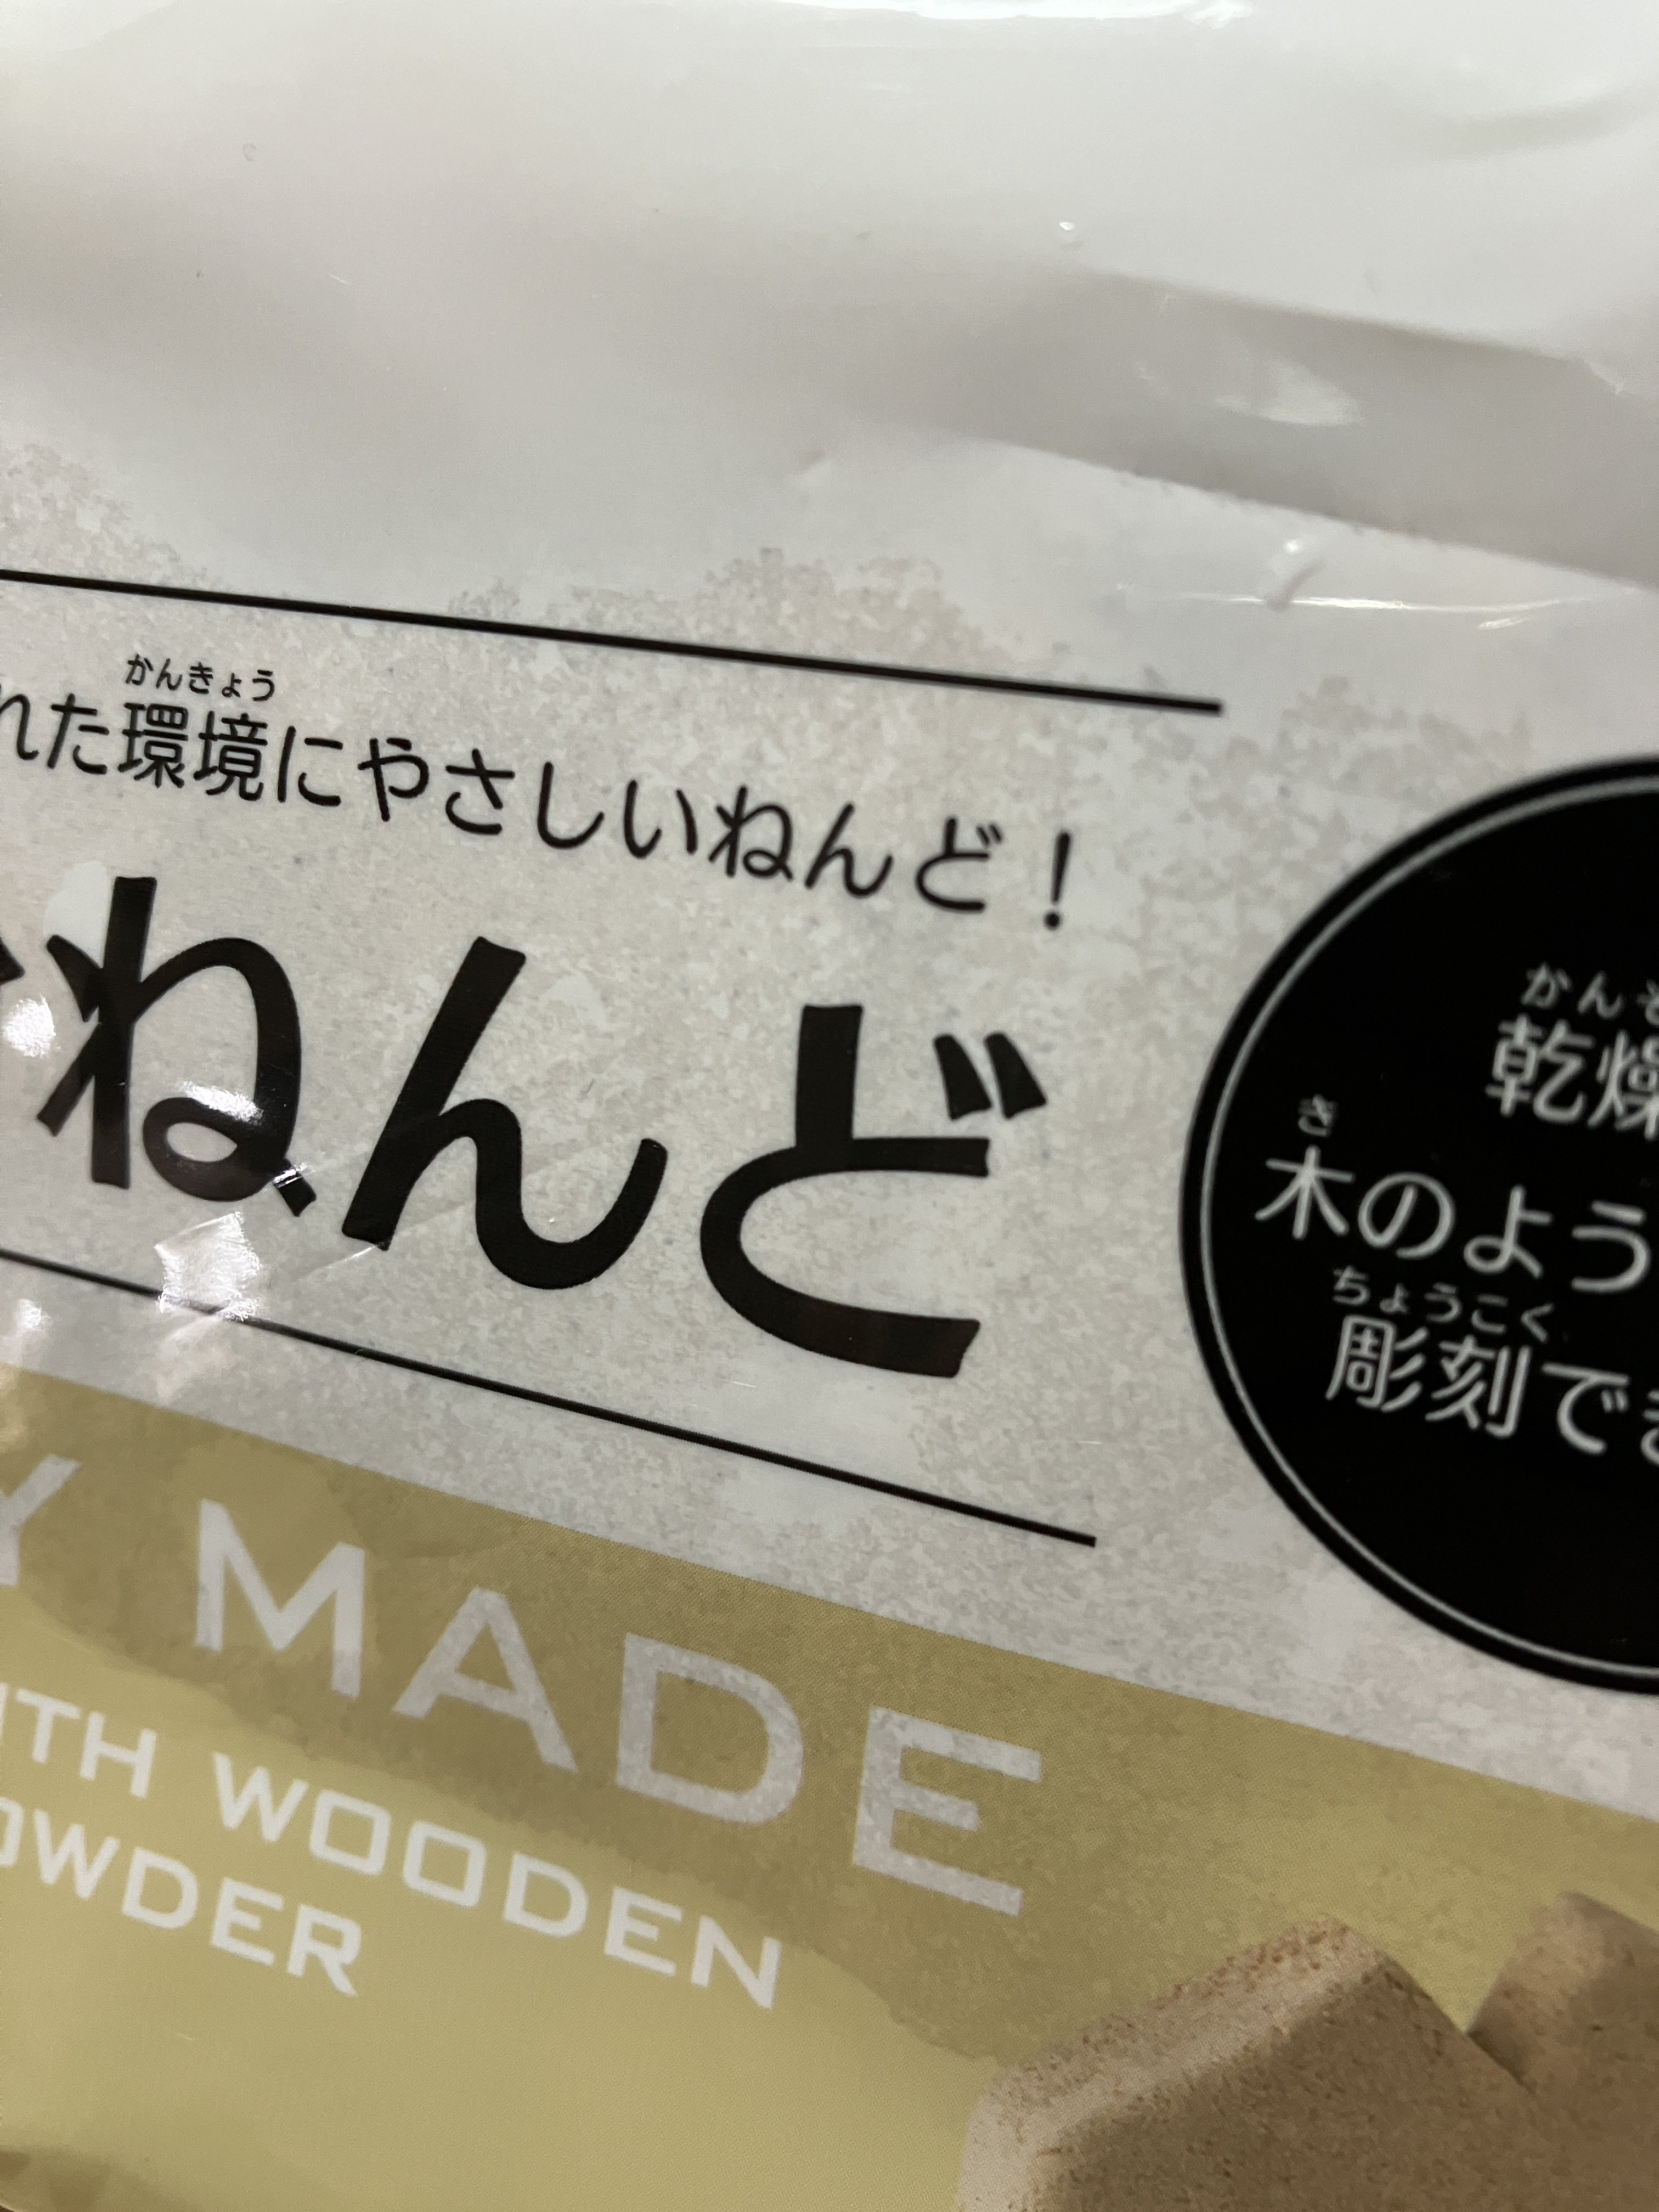 れた環境にやさしいねんど！
かんきょう
ねんど
かん
乾燥
き
木のよう
ちょうこく
彫刻でき
Y MADE
ITH WOODEN
OWDER